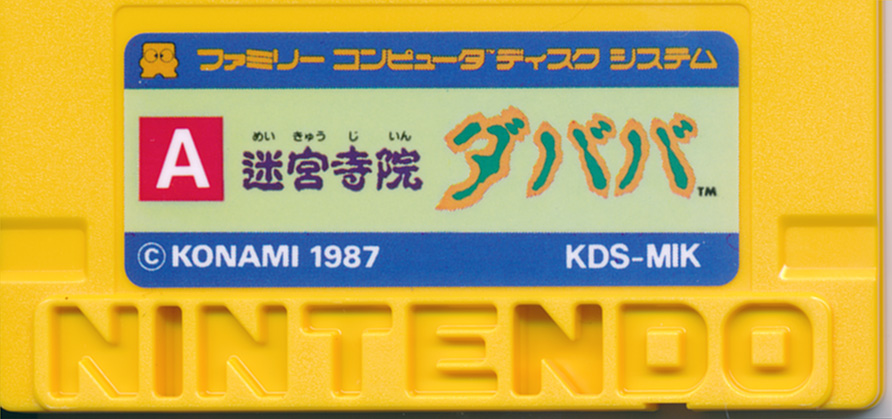 ファミリー コンピュータ™ ディスク システム
めい きゅう じ いん
A 迷宮寺院 ダババ™
© KONAMI 1987 KDS-MIK
NINTENDO